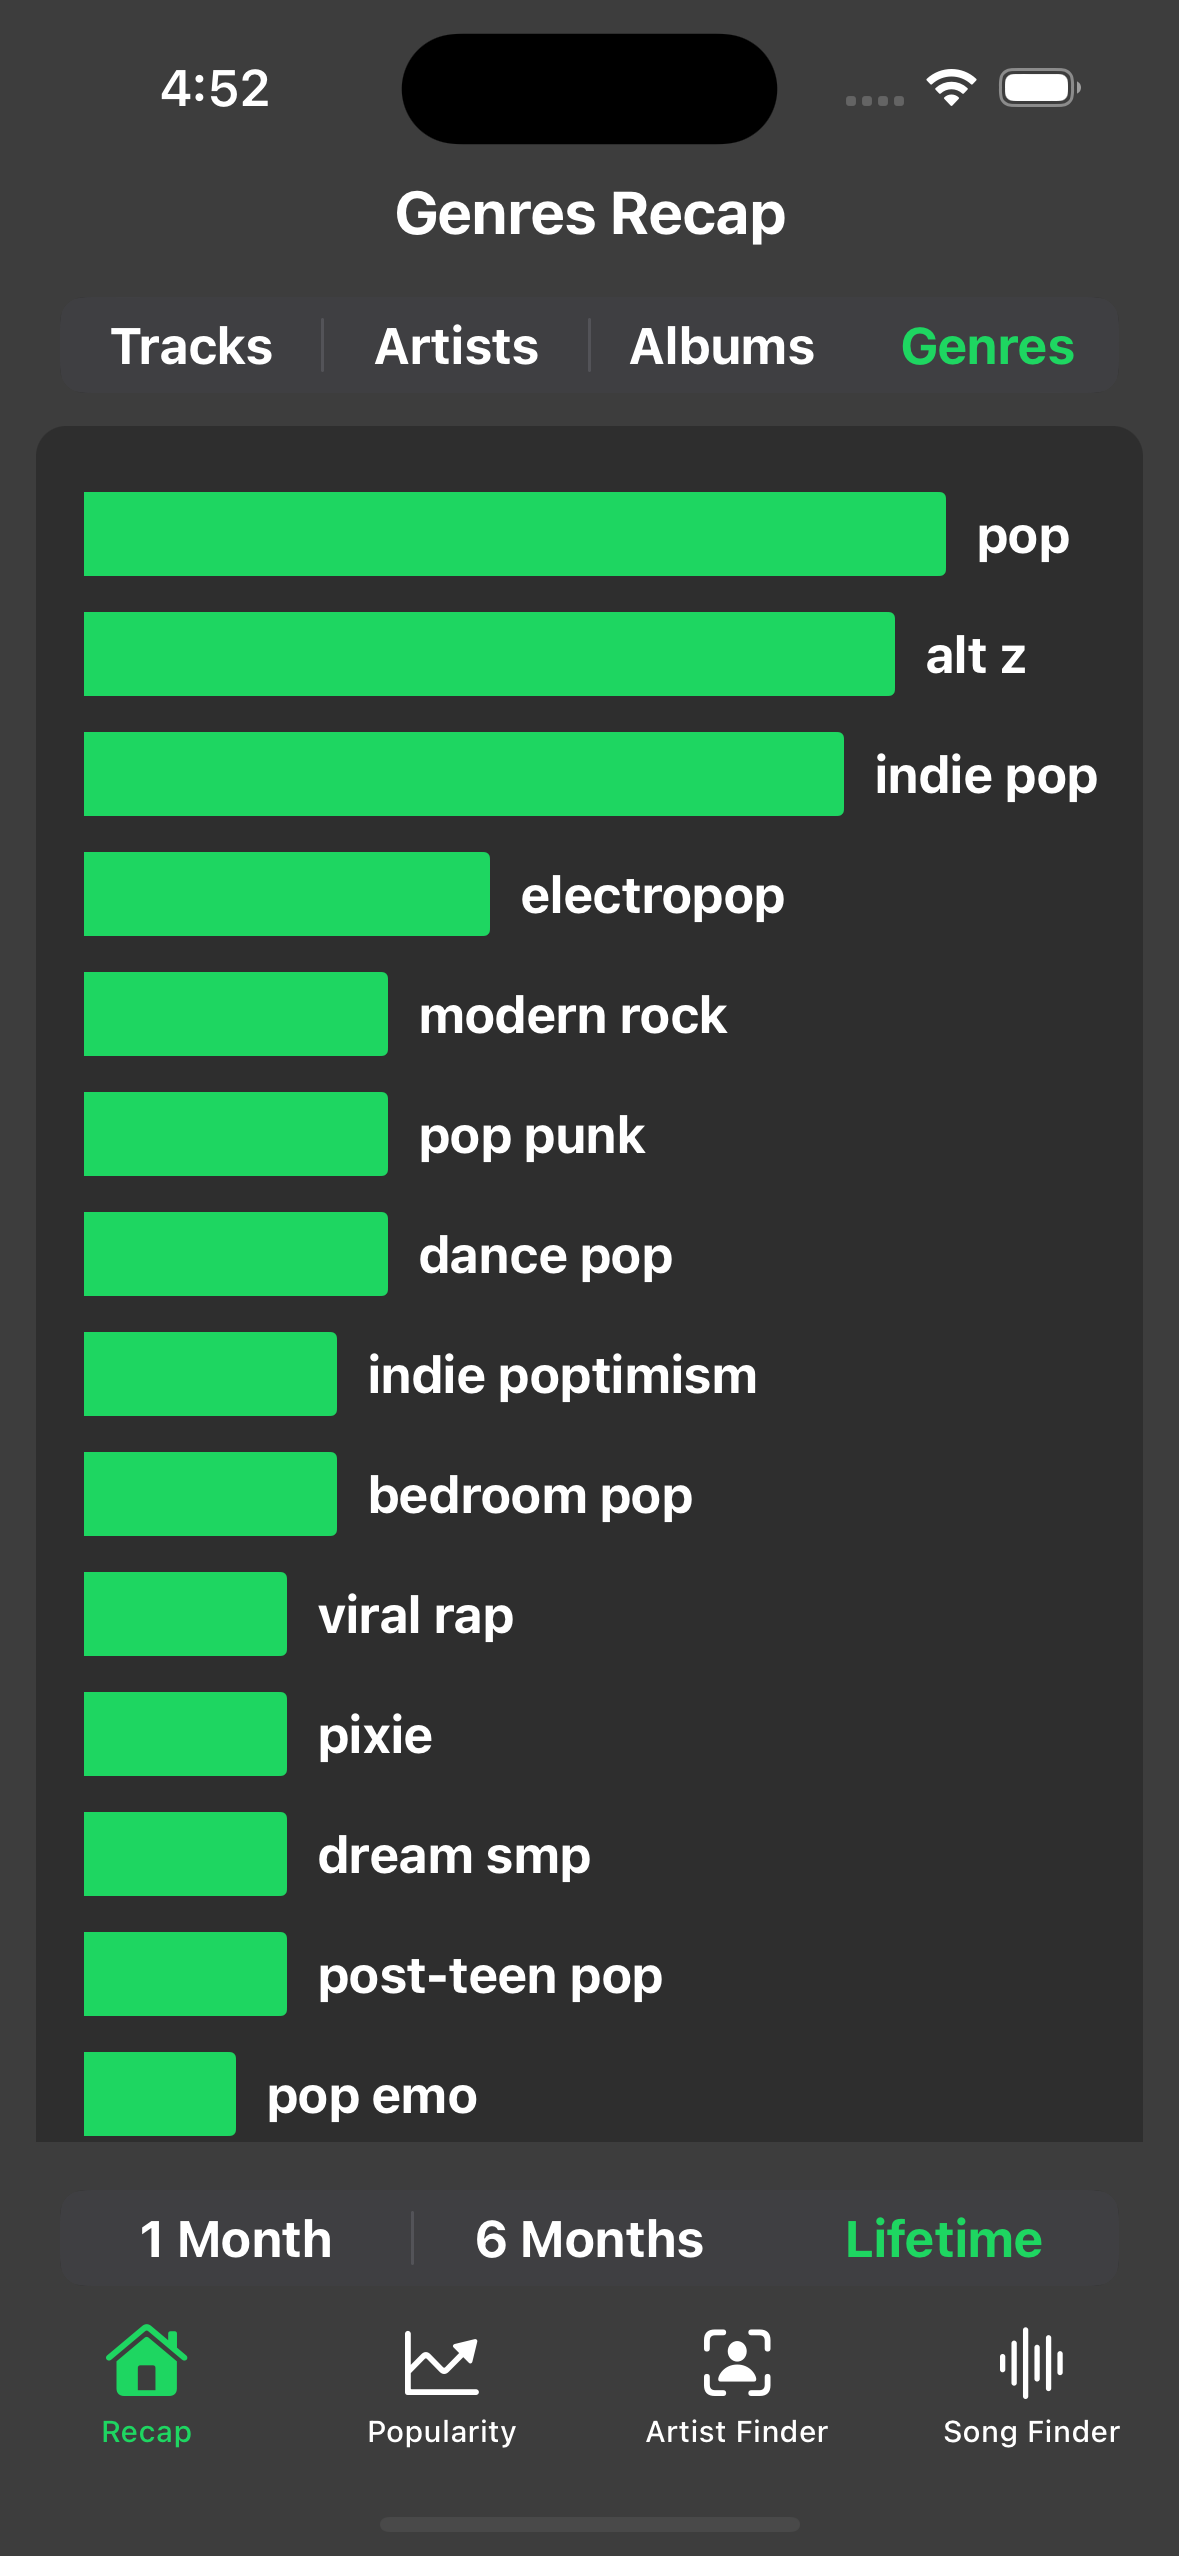 4:52
Genres Recap
Tracks Artists Albums Genres
pop
alt z
indie pop
electropop
modern rock
pop punk
dance pop
indie poptimism
bedroom pop
viral rap
pixie
dream smp
post-teen pop
pop emo
1 Month 6 Months Lifetime
Recap Popularity Artist Finder Song Finder